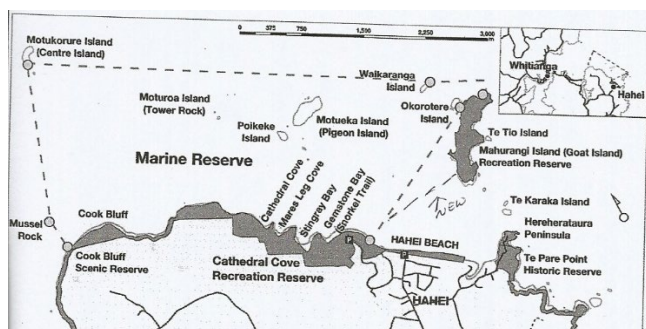 0 375 750 1,500 2,250 3,000
m
Motukorure Island
(Centre Island)
Waikaranga
Island
Whitianga
Hahei
Moturoa Island
(Tower Rock)
Motueka Island
(Pigeon Island)
Poikeke
Island
Okorotere
Island
Te Tio Island
Mahurangi Island (Goat Island)
Recreation Reserve
Marine Reserve
Cathedral Cove
Mares Leg Cove
Stingray Bay
Gemstone Bay
(Snorkel Trail)
NEW
Te Karaka Island
Hereherataura
Peninsula
Mussel
Rock
Cook Bluff
Cook Bluff
Scenic Reserve
Cathedral Cove
Recreation Reserve
P
HAHEI BEACH
P
HAHEI
Te Pare Point
Historic Reserve